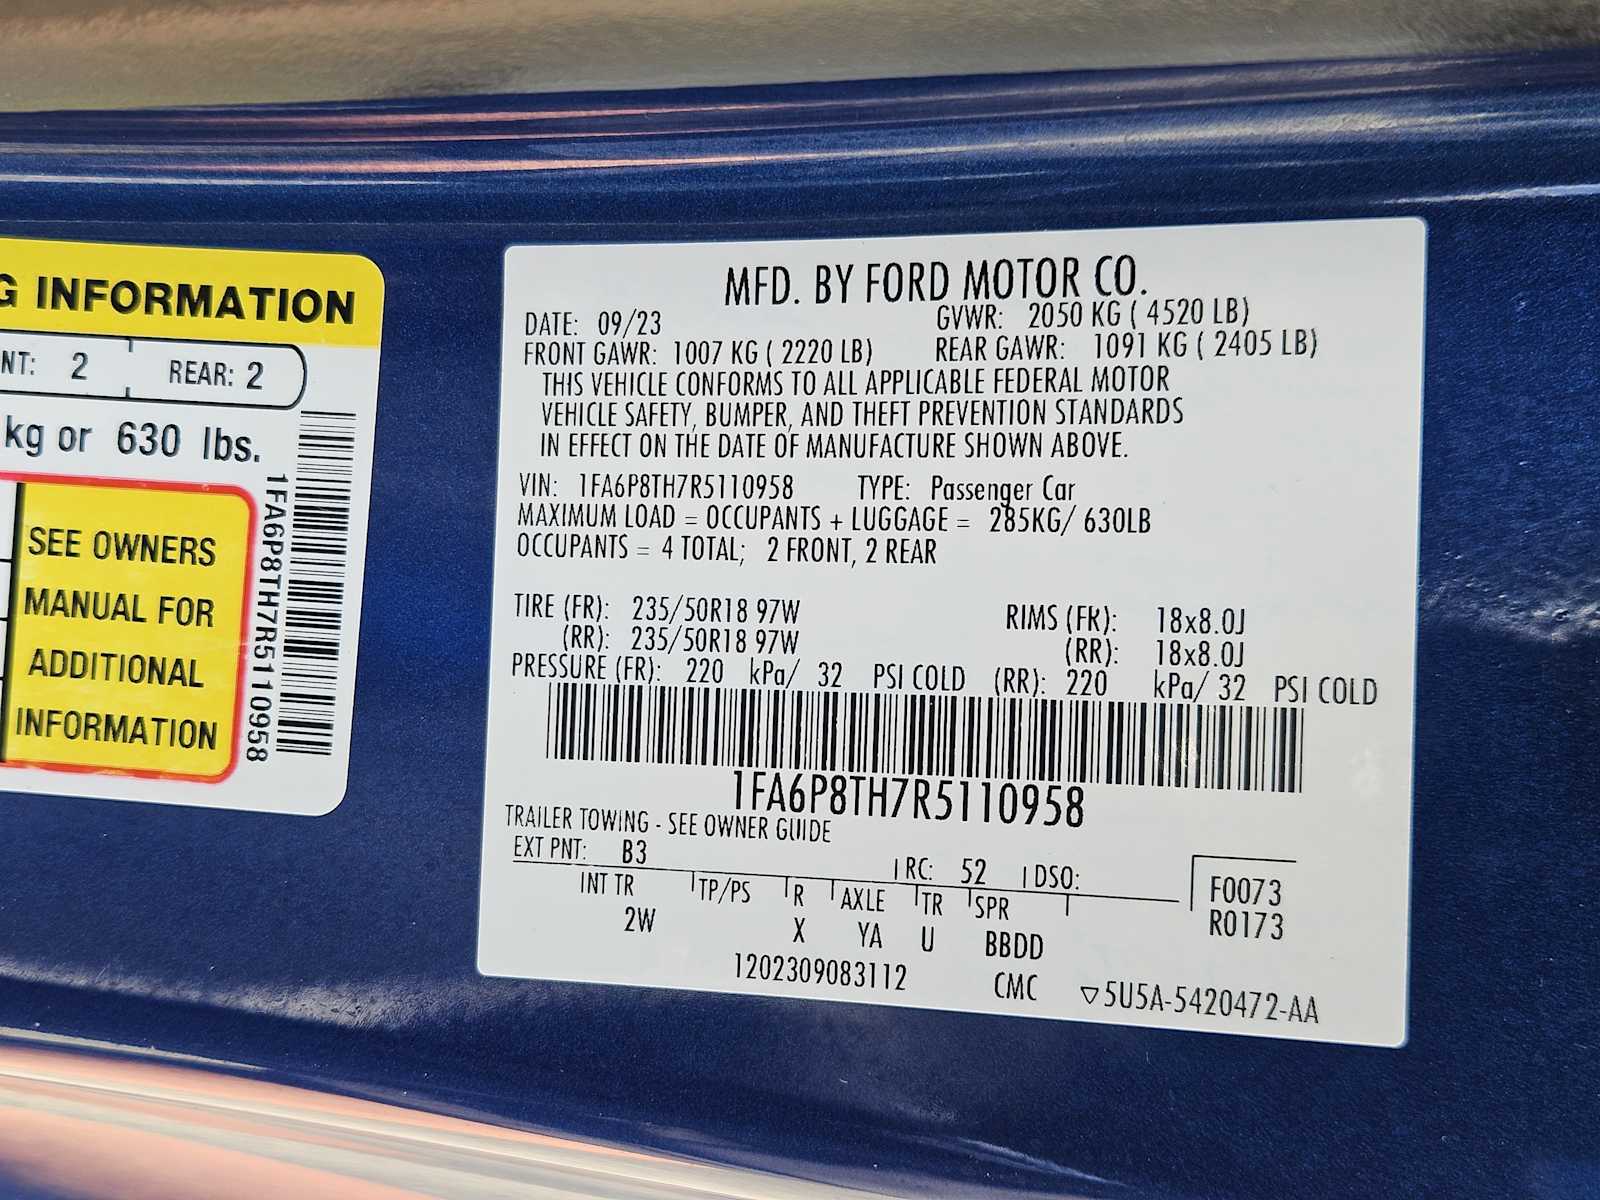 G INFORMATION
NT: 2 REAR: 2
kg or 630 lbs.
SEE OWNERS
MANUAL FOR
ADDITIONAL
INFORMATION
1FA6P8TH7R5110958
MFD. BY FORD MOTOR CO.
DATE: 09/23 GVWR: 2050 KG ( 4520 LB)
FRONT GAWR: 1007 KG ( 2220 LB) REAR GAWR: 1091 KG ( 2405 LB)
THIS VEHICLE CONFORMS TO ALL APPLICABLE FEDERAL MOTOR
VEHICLE SAFETY, BUMPER, AND THEFT PREVENTION STANDARDS
IN EFFECT ON THE DATE OF MANUFACTURE SHOWN ABOVE.
VIN: 1FA6P8TH7R5110958 TYPE: Passenger Car
MAXIMUM LOAD = OCCUPANTS + LUGGAGE = 285KG/ 630LB
OCCUPANTS = 4 TOTAL; 2 FRONT, 2 REAR
TIRE (FR): 235/50R18 97W RIMS (FR): 18x8.0J
(RR): 235/50R18 97W (RR): 18x8.0J
PRESSURE (FR): 220 kPa/ 32 PSI COLD (RR): 220 kPa/ 32 PSI COLD
1FA6P8TH7R5110958
TRAILER TOWING - SEE OWNER GUIDE
EXT PNT: B3 RC: 52 DSO:
F0073
INT TR TP/PS R AXLE TR SPR
R0173
2W X YA U BBDD
1202309083112 CMC ▽5U5A-5420472-AA